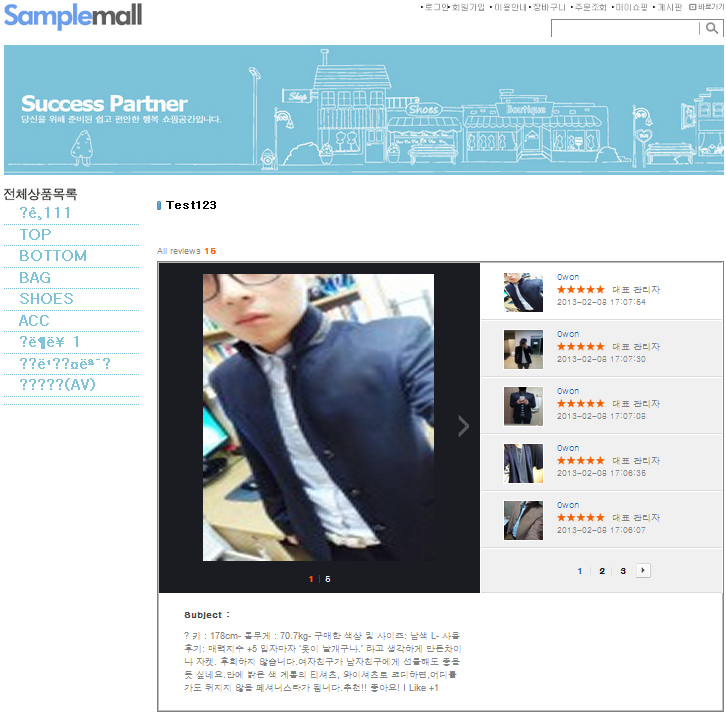 Samplemall
로그인 회원가입 이용안내 장바구니 주문조회 마이쇼핑 게시판 바로가기
Success Partner
당신을 위해 준비된 쉽고 편안한 행복 쇼핑공간입니다.
Shop
Shoes
Boutique
전체상품목록
?ê¸111
TOP
BOTTOM
BAG
SHOES
ACC
?ë¶ë¥ 1
??ë¹??¤ëª¨?
?????(AV)
Test123
All reviews 15
0won
★★★★★ 대표 관리자
2013-02-08 17:07:54
0won
★★★★★ 대표 관리자
2013-02-08 17:07:30
0won
★★★★★ 대표 관리자
2013-02-08 17:07:08
0won
★★★★★ 대표 관리자
2013-02-08 17:06:35
0won
★★★★★ 대표 관리자
2013-02-08 17:06:07
1 | 5
1 | 2 | 3
Subject :
? 키 : 178cm- 몸무게 : 70.7kg- 구매한 색상 및 사이즈: 남색 L- 사용
후기: 매력지수 +5 입자마자 '옷이 날개구나.' 라고 생각하게 만든차이
나 자켓. 후회하지 않습니다.여자친구가 남자친구에게 선물해도 좋을
듯 싶네요.안에 밝은 색 계통의 티셔츠, 와이셔츠로 코디하면,어디를
가도 뒤지지 않을 패셔니스타가 됩니다.추천!! 좋아요! I Like +1